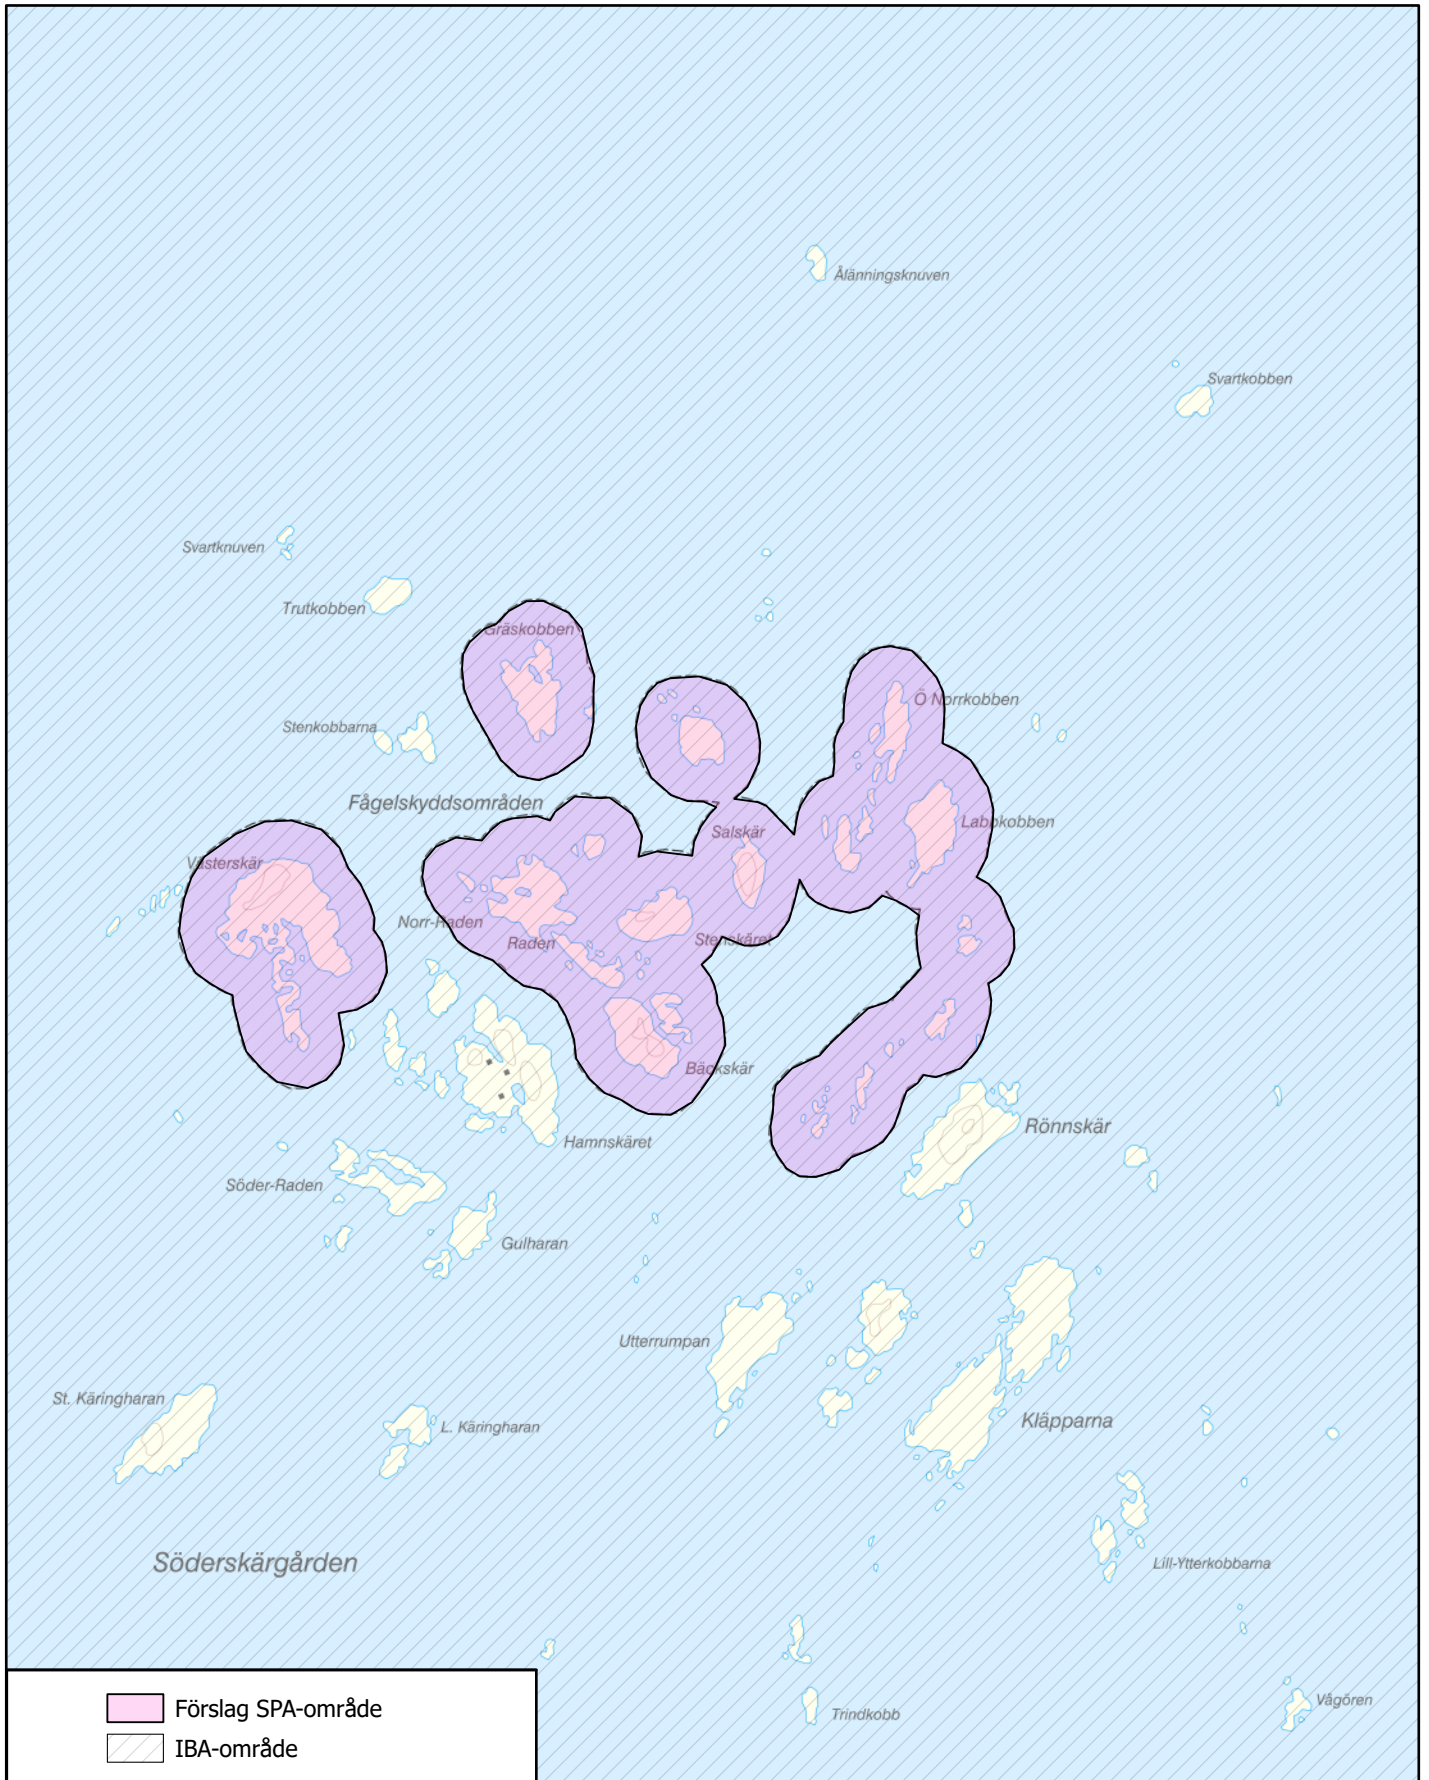 Ålänningsknuven
Svartkobben
Svartknuven
Trutkobben
Gräskobben
Ö Norrkobben
Stenkobbarna
Fågelskyddsområden
Labbkobben
Salskär
Västerskär
Norr-Raden
Raden
Stenskäret
Bäckskär
Rönnskär
Hamnskäret
Söder-Raden
Gulharan
Utterrumpan
St. Käringharan
L. Käringharan
Kläpparna
Söderskärgården
Lill-Ytterkobbarna
Vågören
Trindkobb
Förslag SPA-område
IBA-område